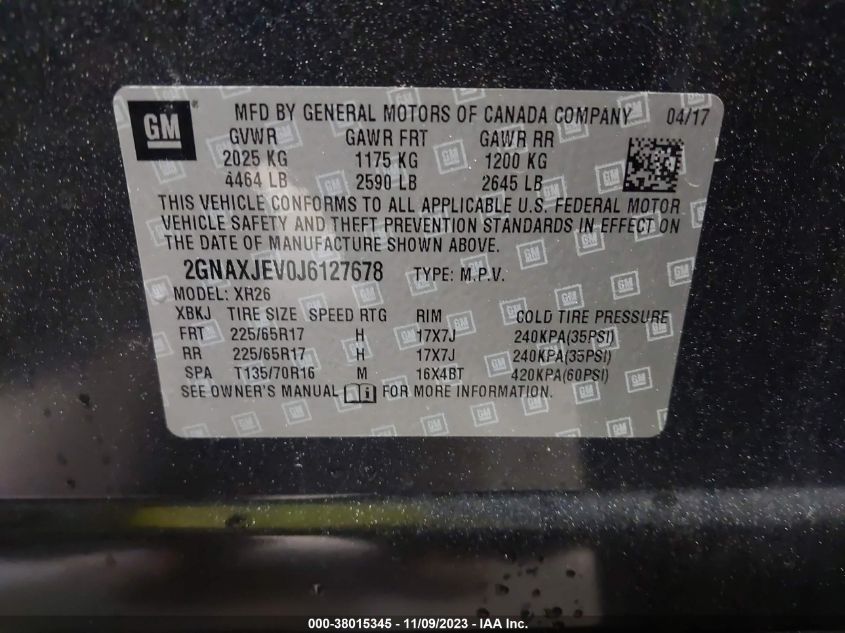 GM MFD BY GENERAL MOTORS OF CANADA COMPANY 04/17
GVWR GAWR FRT GAWR RR
2025 KG 1175 KG 1200 KG
4464 LB 2590 LB 2645 LB
THIS VEHICLE CONFORMS TO ALL APPLICABLE U.S. FEDERAL MOTOR
VEHICLE SAFETY AND THEFT PREVENTION STANDARDS IN EFFECT ON
THE DATE OF MANUFACTURE SHOWN ABOVE.
2GNAXJEV0J6127678 TYPE: M.P.V.
MODEL: XH26
XBKJ TIRE SIZE SPEED RTG RIM COLD TIRE PRESSURE
FRT 225/65R17 H 17X7J 240KPA(35PSI)
RR 225/65R17 H 17X7J 240KPA(35PSI)
SPA T135/70R16 M 16X4BT 420KPA(60PSI)
SEE OWNER'S MANUAL FOR MORE INFORMATION.
000-38015345 - 11/09/2023 - IAA Inc.